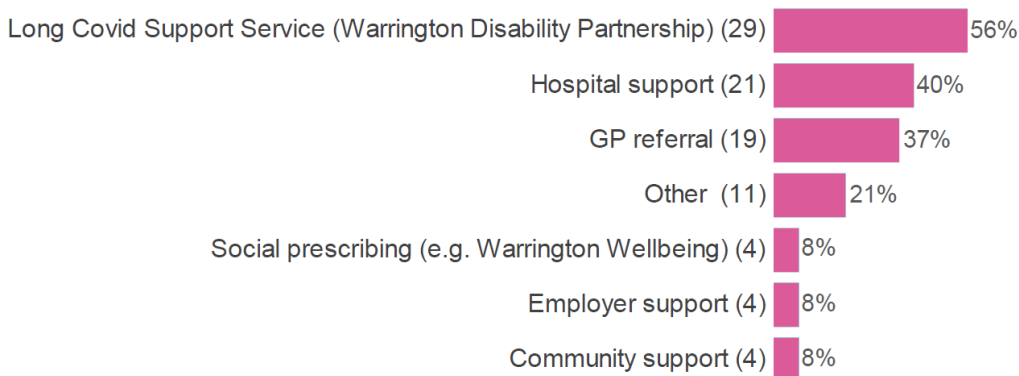 Long Covid Support Service (Warrington Disability Partnership) (29) 56%
Hospital support (21) 40%
GP referral (19) 37%
Other (11) 21%
Social prescribing (e.g. Warrington Wellbeing) (4) 8%
Employer support (4) 8%
Community support (4) 8%